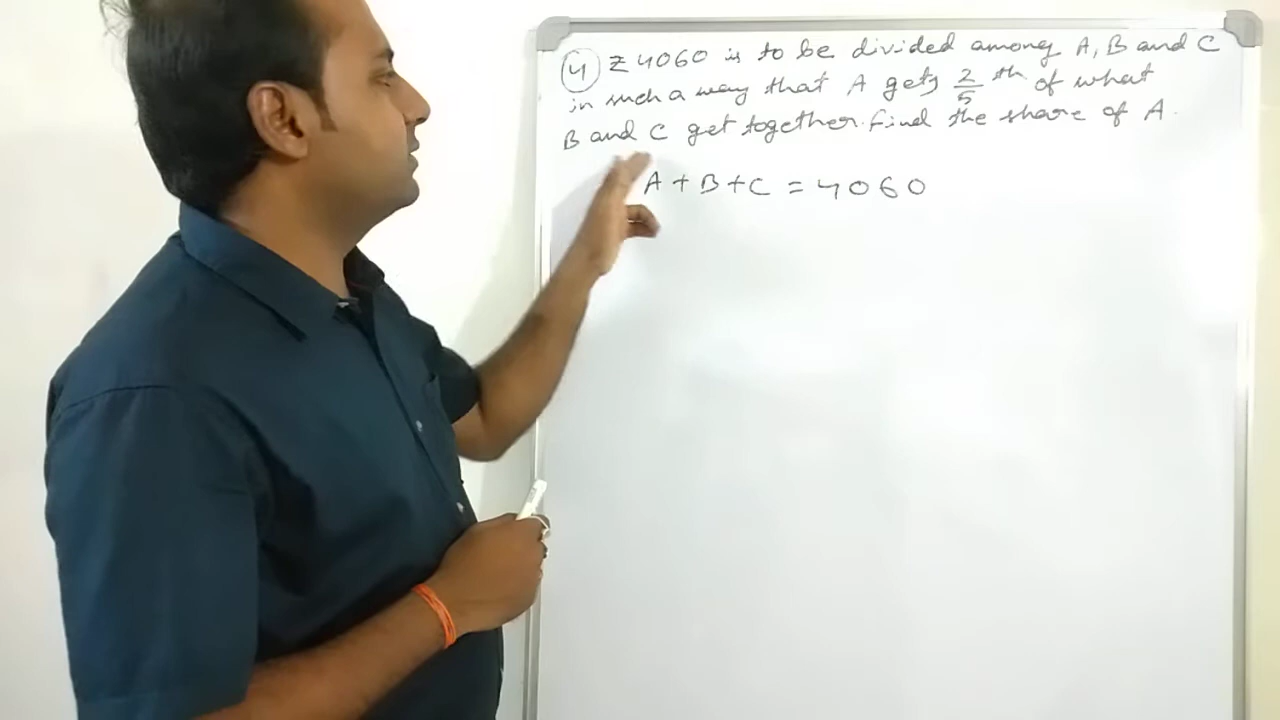 4 ₹4060 is to be divided among A, B and C
in such a way that A gets 2/5 th of what
B and C get together. find the share of A.
A + B + C = 4060